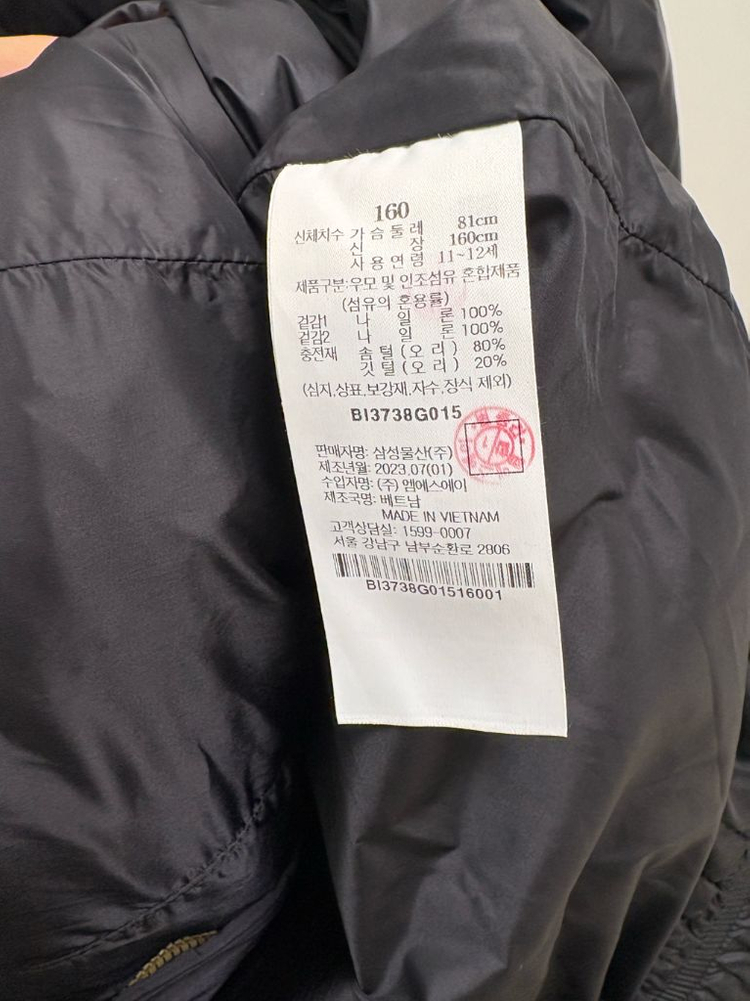 160
신체치수 가슴둘레 81cm
신장 160cm
사용연령 11~12세
제품구분:우모 및 인조섬유 혼합제품
(섬유의 혼용률)
겉감1 나일론 100%
겉감2 나일론 100%
충전재 솜털(오리) 80%
깃털(오리) 20%
(심지,상표,보강재,자수,장식 제외)
BI3738G015
판매자명: 삼성물산(주)
제조년월: 2023.07(01)
수입자명: (주) 엠에스에이
제조국명: 베트남
MADE IN VIETNAM
고객상담실: 1599-0007
서울 강남구 남부순환로 2806
BI3738G01516001